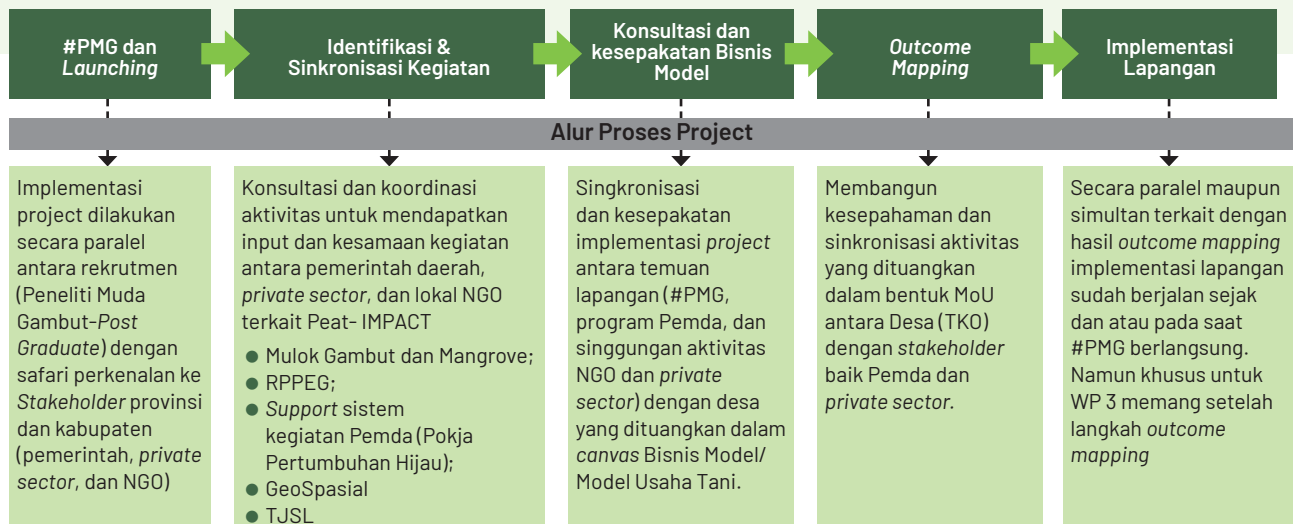 #PMG dan
Launching
Identifikasi &
Sinkronisasi Kegiatan
Konsultasi dan
kesepakatan Bisnis
Model
Outcome
Mapping
Implementasi
Lapangan
Alur Proses Project
Implementasi
project dilakukan
secara paralel
antara rekrutmen
(Peneliti Muda
Gambut-Post
Graduate) dengan
safari perkenalan ke
Stakeholder provinsi
dan kabupaten
(pemerintah, private
sector, dan NGO)
Konsultasi dan koordinasi
aktivitas untuk mendapatkan
input dan kesamaan kegiatan
antara pemerintah daerah,
private sector, dan lokal NGO
terkait Peat- IMPACT
● Mulok Gambut dan Mangrove;
● RPPEG;
● Support sistem
kegiatan Pemda (Pokja
Pertumbuhan Hijau);
● GeoSpasial
● TJSL
Singkronisasi
dan kesepakatan
implementasi project
antara temuan
lapangan (#PMG,
program Pemda, dan
singgungan aktivitas
NGO dan private
sector) dengan desa
yang dituangkan dalam
canvas Bisnis Model/
Model Usaha Tani.
Membangun
kesepahaman dan
sinkronisasi aktivitas
yang dituangkan
dalam bentuk MoU
antara Desa (TKO)
dengan stakeholder
baik Pemda dan
private sector.
Secara paralel maupun
simultan terkait dengan
hasil outcome mapping
implementasi lapangan
sudah berjalan sejak
dan atau pada saat
#PMG berlangsung.
Namun khusus untuk
WP 3 memang setelah
langkah outcome
mapping